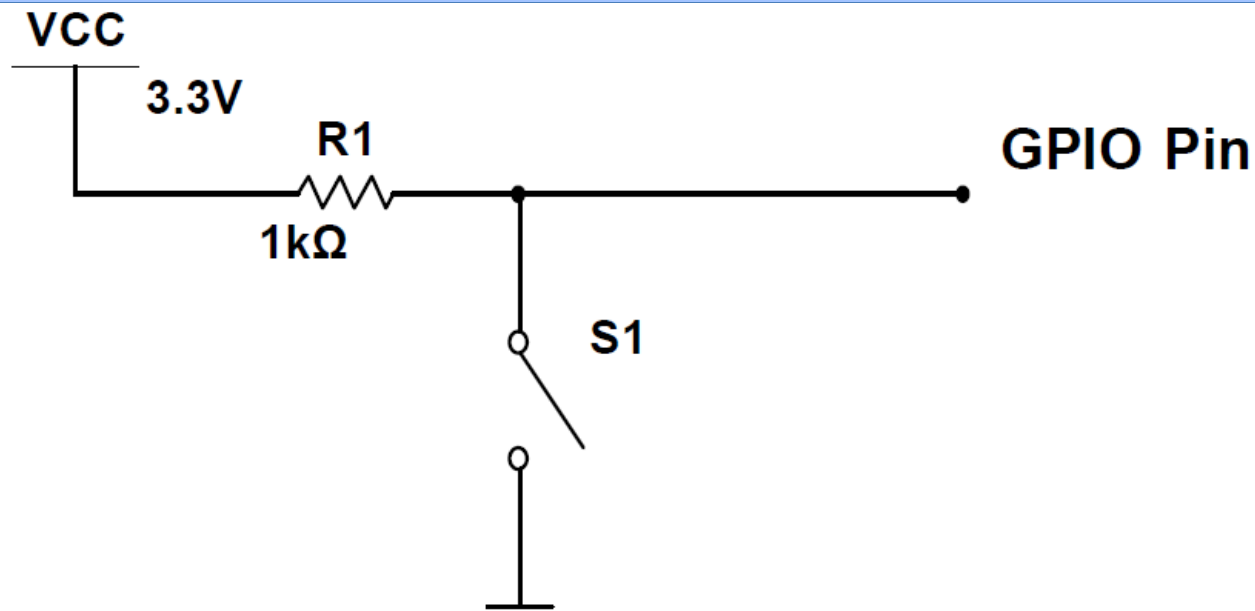 VCC
3.3V
R1
GPIO Pin
1kΩ
S1